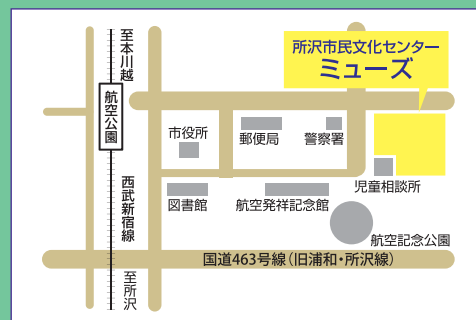 至本川越
所沢市民文化センター
ミューズ
航空公園
市役所
郵便局
警察署
西武新宿線
図書館
航空発祥記念館
児童相談所
航空記念公園
国道463号線（旧浦和・所沢線）
至所沢